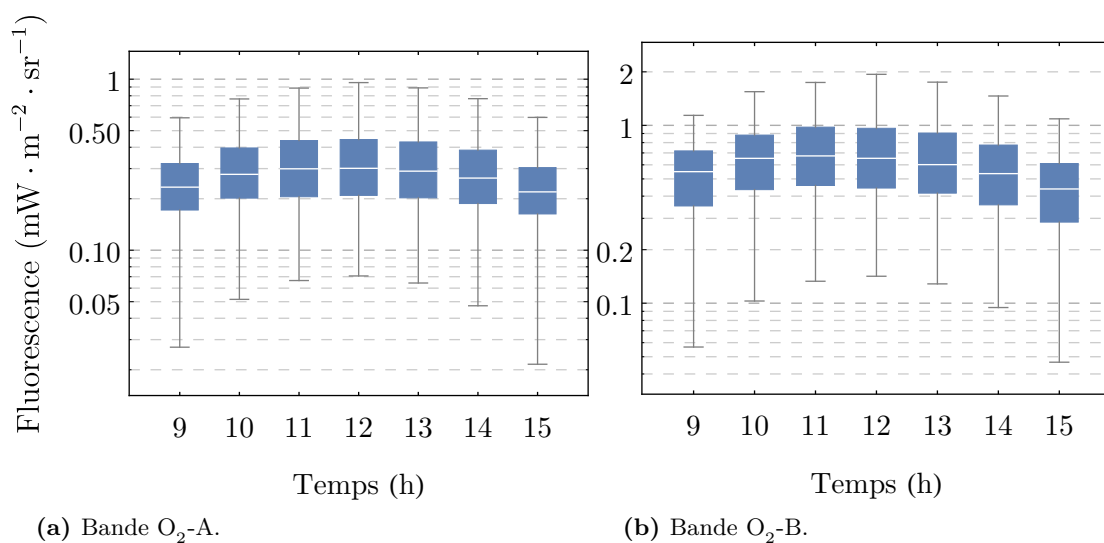 Fluorescence (mW · m⁻² · sr⁻¹)
1
0.50
0.10
0.05
9 10 11 12 13 14 15
Temps (h)
(a) Bande O₂-A.
2
1
0.2
0.1
9 10 11 12 13 14 15
Temps (h)
(b) Bande O₂-B.